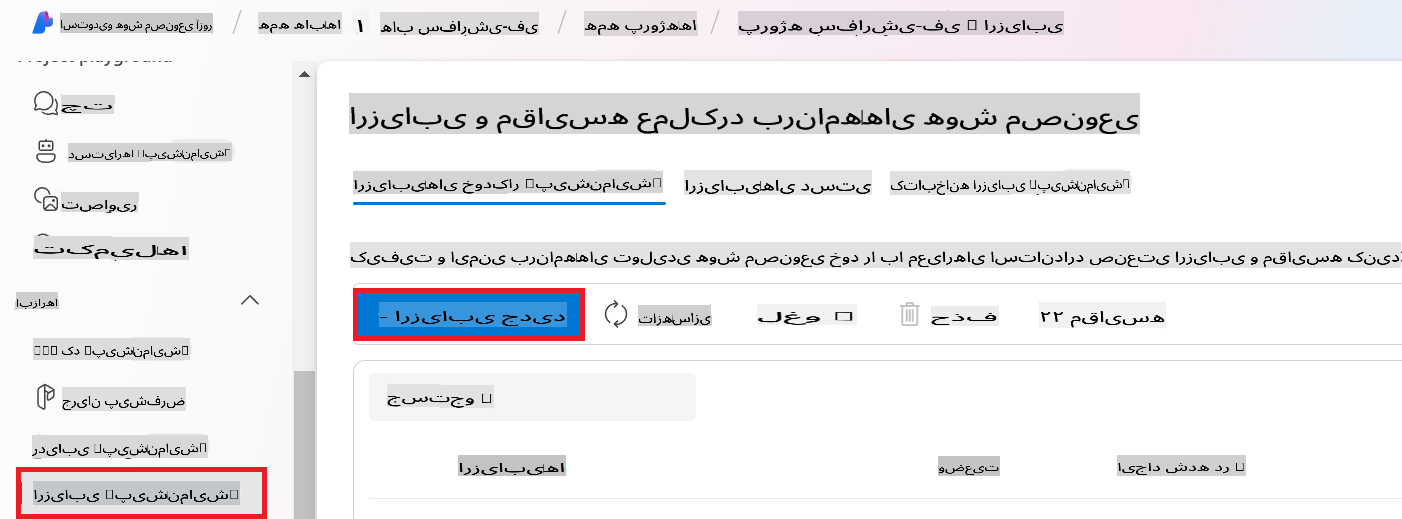 استودیو هوش مصنوعی آزور / همه هاب‌ها ۱ هاب سفارشی-فی / همه پروژه‌ها / پروژه سفارشی-فی ارزیابی
Project playground
چت
دستیارها پیش‌نمایش
تصاویر
تکمیل‌ها
ابزارها
کد پیش‌نمایش
جریان پیش‌فرض
ردیابی پیش‌نمایش
ارزیابی پیش‌نمایش
ارزیابی و مقایسه عملکرد برنامه‌های هوش مصنوعی
ارزیابی‌های خودکار پیش‌نمایش ارزیابی‌های دستی کتابخانه ارزیابی پیش‌نمایش
کیفیت و ایمنی برنامه‌های تولیدی هوش مصنوعی خود را با معیارهای استاندارد صنعتی ارزیابی و مقایسه کنید
- ارزیابی جدید تازه‌سازی لغو حذف ۲۲ مقایسه
جستجو
ارزیابی‌ها وضعیت ایجاد شده در